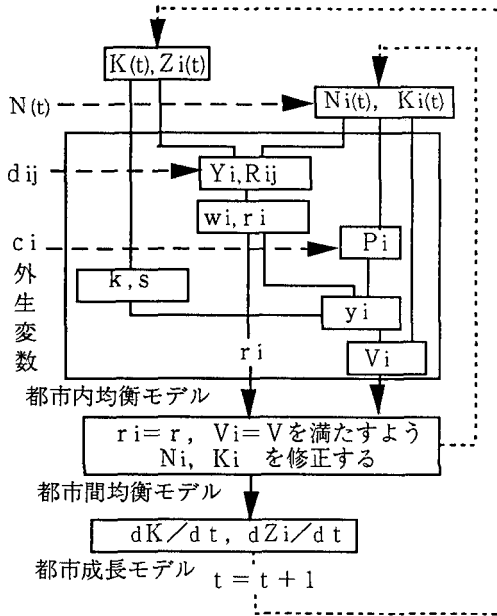 K(t), Zi(t)
N(t)
Ni(t), Ki(t)
dij
Yi, Rij
wi, ri
ci
Pi
外生変数
k, s
yi
ri
Vi
都市内均衡モデル
ri=r, Vi=Vを満たすよう
Ni, Ki を修正する
都市間均衡モデル
dK/dt, dZi/dt
都市成長モデル
t=t+1